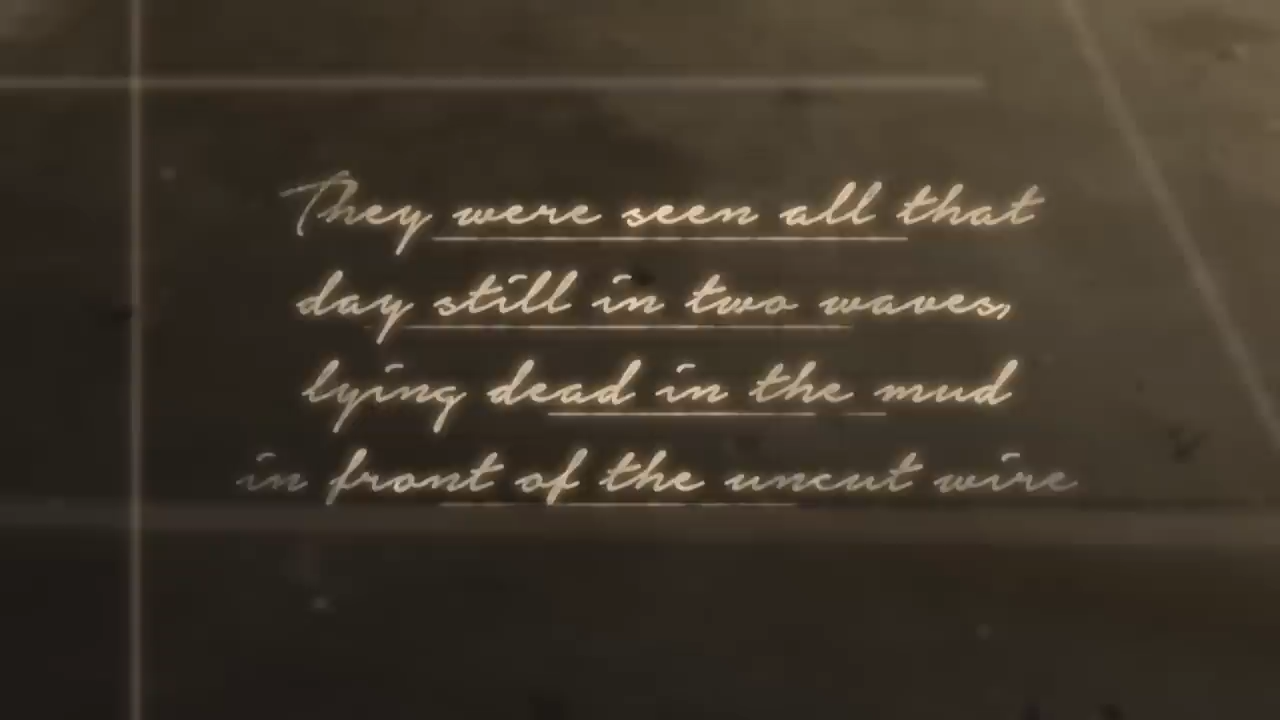 They were seen all that
day still in two waves,
lying dead in the mud
in front of the uncut wire